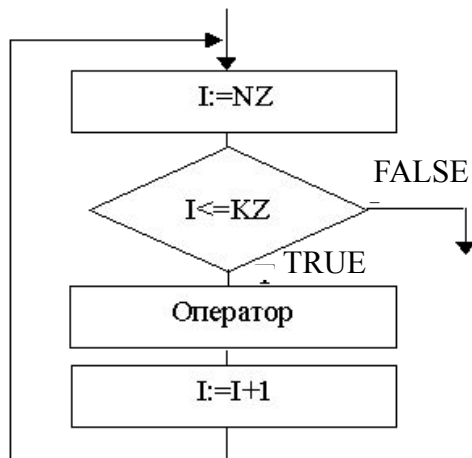 I:=NZ
FALSE
I<=KZ
TRUE
Оператор
I:=I+1